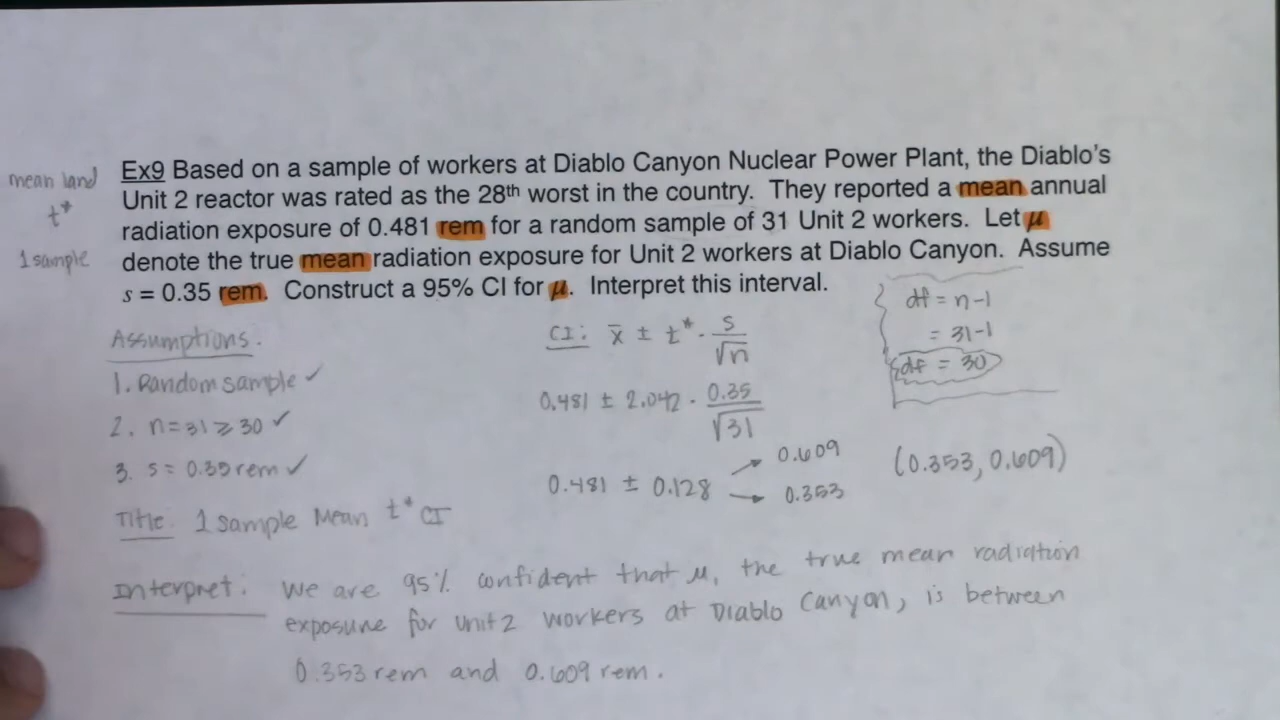 mean land
t*
1 sample
Ex9 Based on a sample of workers at Diablo Canyon Nuclear Power Plant, the Diablo's
Unit 2 reactor was rated as the 28th worst in the country. They reported a mean annual
radiation exposure of 0.481 rem for a random sample of 31 Unit 2 workers. Let μ
denote the true mean radiation exposure for Unit 2 workers at Diablo Canyon. Assume
s = 0.35 rem. Construct a 95% CI for μ. Interpret this interval.
Assumptions:
1. Random sample ✓
2. n=31 ≥ 30 ✓
3. s = 0.35 rem ✓
Title: 1 sample Mean t* CI
CI: x̄ ± t* · s/√n
0.481 ± 2.042 · 0.35/√31
0.481 ± 0.128
0.609
0.353
df = n-1
= 31-1
df = 30
(0.353, 0.609)
Interpret: We are 95% confident that μ, the true mean radiation
exposure for Unit 2 workers at Diablo Canyon, is between
0.353 rem and 0.609 rem.